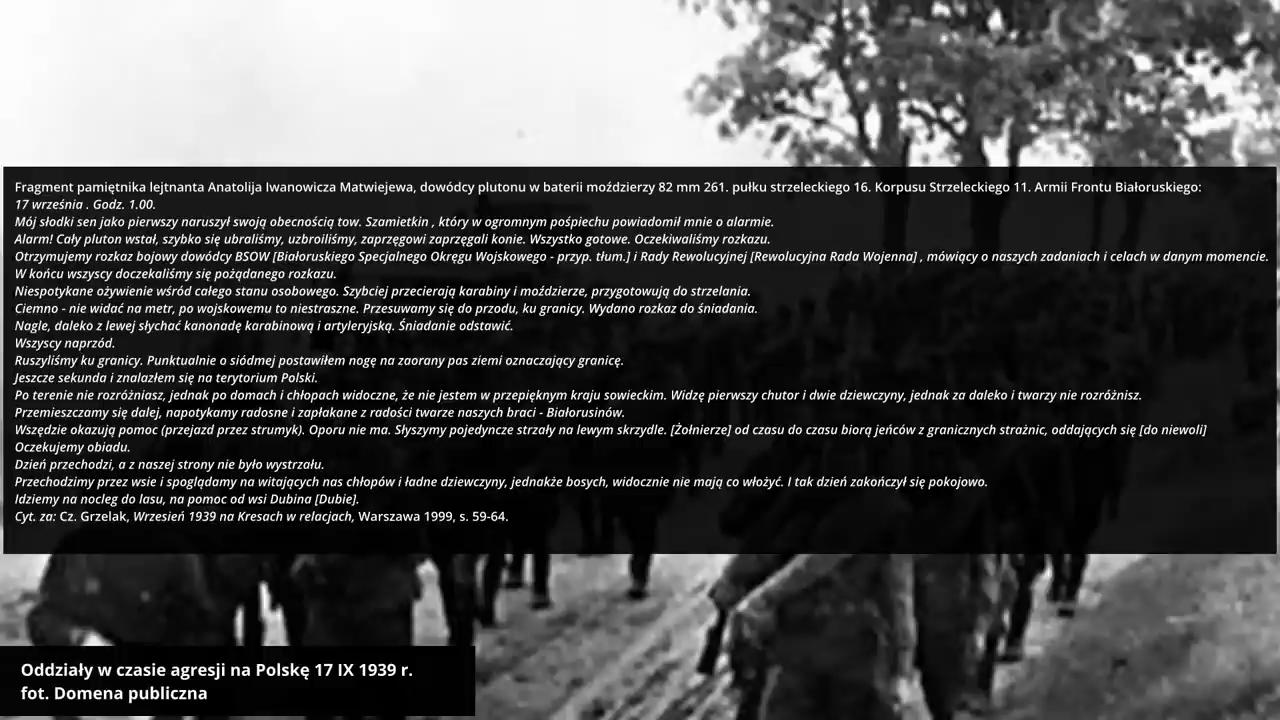 Fragment pamiętnika lejtnanta Anatolija Iwanowicza Matwiejewa, dowódcy plutonu w baterii moździerzy 82 mm 261. pułku strzeleckiego 16. Korpusu Strzeleckiego 11. Armii Frontu Białoruskiego:
17 września . Godz. 1.00.
Mój słodki sen jako pierwszy naruszył swoją obecnością tow. Szamietkin , który w ogromnym pośpiechu powiadomił mnie o alarmie.
Alarm! Cały pluton wstał, szybko się ubraliśmy, uzbroiliśmy, zaprzęgowi zaprzęgali konie. Wszystko gotowe. Oczekiwaliśmy rozkazu.
Otrzymujemy rozkaz bojowy dowódcy BSOW [Białoruskiego Specjalnego Okręgu Wojskowego - przyp. tłum.] i Rady Rewolucyjnej [Rewolucyjna Rada Wojenna] , mówiący o naszych zadaniach i celach w danym momencie.
W końcu wszyscy doczekaliśmy się pożądanego rozkazu.
Niespotykane ożywienie wśród całego stanu osobowego. Szybciej przecierają karabiny i moździerze, przygotowują do strzelania.
Ciemno - nie widać na metr, po wojskowemu to niestraszne. Przesuwamy się do przodu, ku granicy. Wydano rozkaz do śniadania.
Nagle, daleko z lewej słychać kanonadę karabinową i artyleryjską. Śniadanie odstawić.
Wszyscy naprzód.
Ruszyliśmy ku granicy. Punktualnie o siódmej postawiłem nogę na zaorany pas ziemi oznaczający granicę.
Jeszcze sekunda i znalazłem się na terytorium Polski.
Po terenie nie rozróżniasz, jednak po domach i chłopach widoczne, że nie jestem w przepięknym kraju sowieckim. Widzę pierwszy chutor i dwie dziewczyny, jednak za daleko i twarzy nie rozróżnisz.
Przemieszczamy się dalej, napotykamy radosne i zapłakane z radości twarze naszych braci - Białorusinów.
Wszędzie okazują pomoc (przejazd przez strumyk). Oporu nie ma. Słyszymy pojedyncze strzały na lewym skrzydle. [Żołnierze] od czasu do czasu biorą jeńców z granicznych strażnic, oddających się [do niewoli]
Oczekujemy obiadu.
Dzień przechodzi, a z naszej strony nie było wystrzału.
Przechodzimy przez wsie i spoglądamy na witających nas chłopów i ładne dziewczyny, jednakże bosych, widocznie nie mają co włożyć. I tak dzień zakończył się pokojowo.
Idziemy na nocleg do lasu, na pomoc od wsi Dubina [Dubie].
Cyt. za: Cz. Grzelak, Wrzesień 1939 na Kresach w relacjach, Warszawa 1999, s. 59-64.
Oddziały w czasie agresji na Polskę 17 IX 1939 r.
fot. Domena publiczna